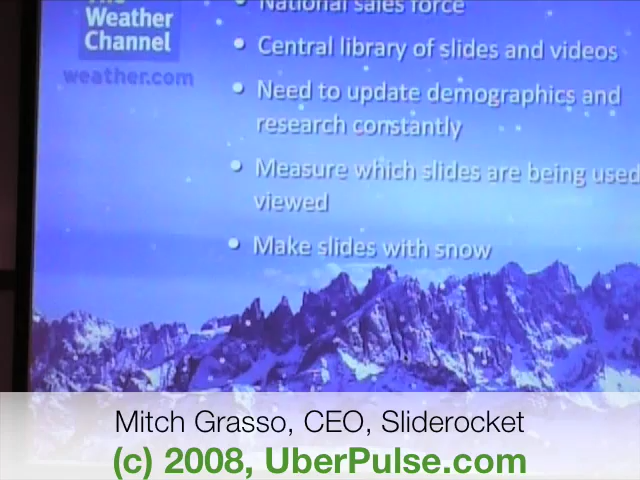 The
Weather
Channel
weather.com
• National sales force
• Central library of slides and videos
• Need to update demographics and
research constantly
• Measure which slides are being used
viewed
• Make slides with snow
Mitch Grasso, CEO, Sliderocket
(c) 2008, UberPulse.com